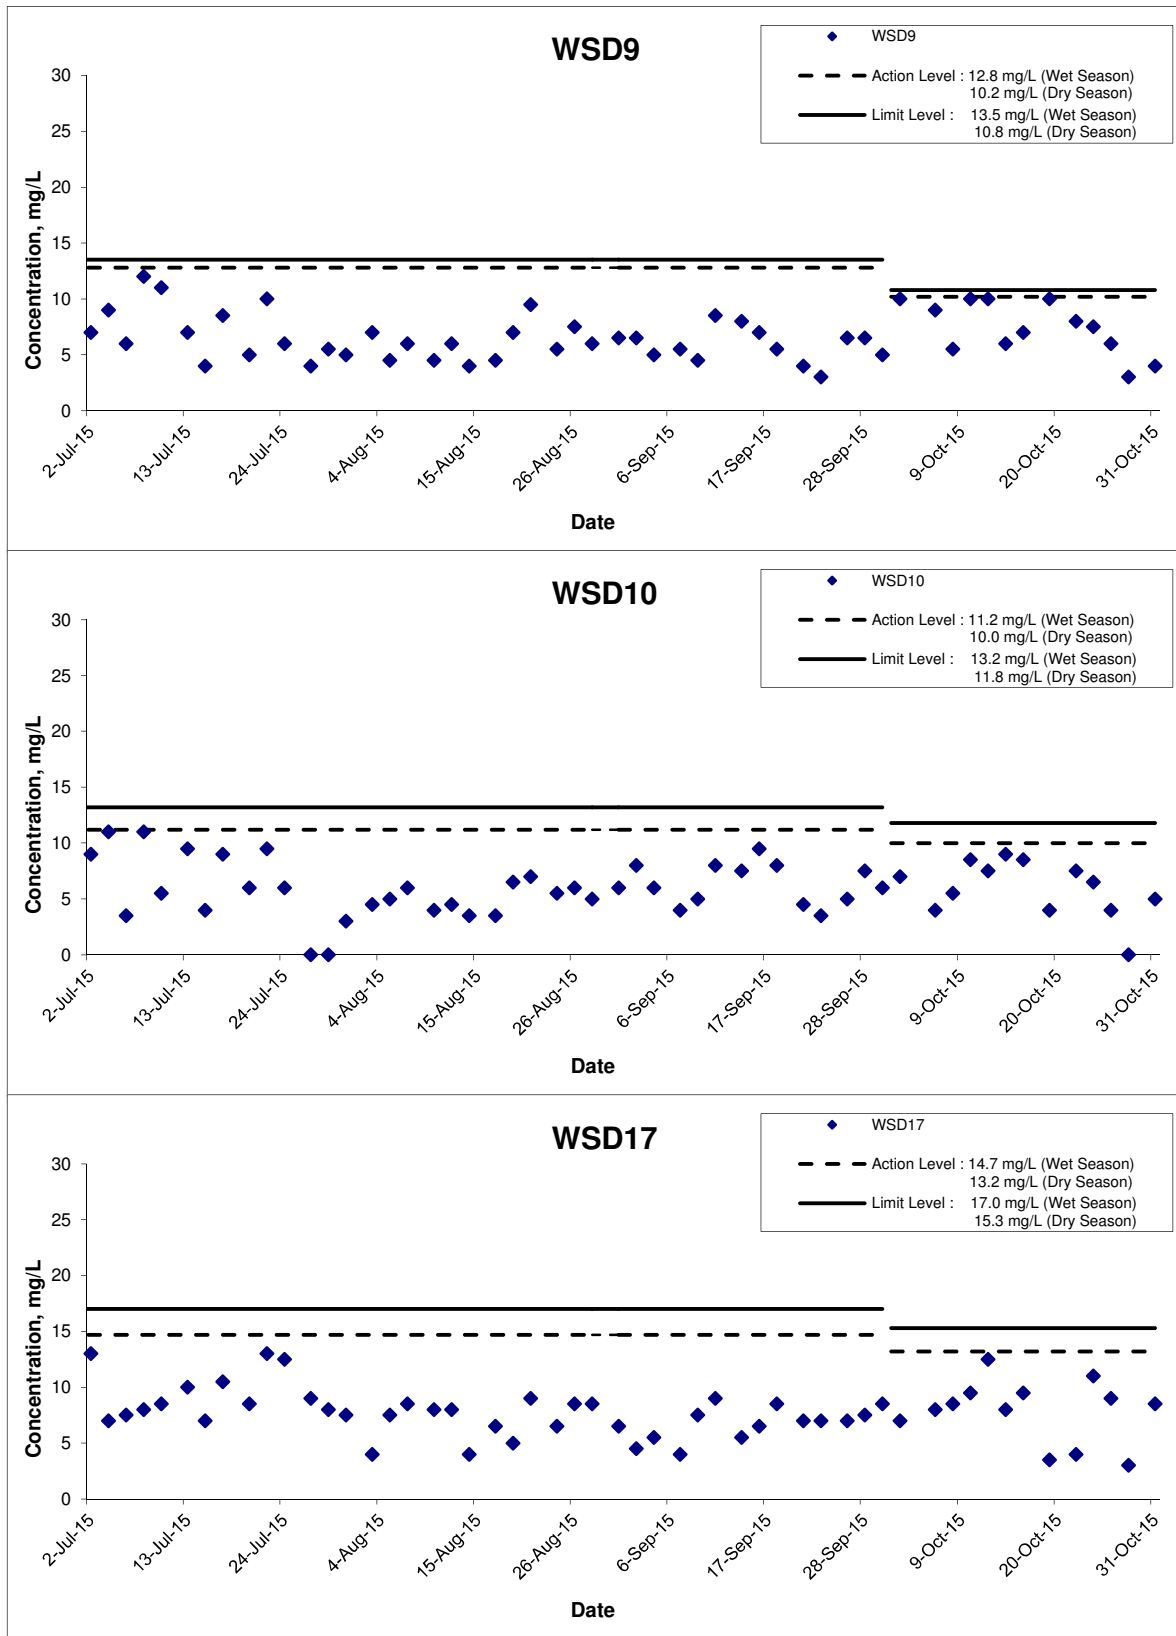 WSD9
WSD9
Action Level : 12.8 mg/L (Wet Season)
10.2 mg/L (Dry Season)
Limit Level : 13.5 mg/L (Wet Season)
10.8 mg/L (Dry Season)
30
25
20
15
10
5
0
Concentration, mg/L
2-Jul-15
13-Jul-15
24-Jul-15
4-Aug-15
15-Aug-15
26-Aug-15
6-Sep-15
17-Sep-15
28-Sep-15
9-Oct-15
20-Oct-15
31-Oct-15
Date
WSD10
WSD10
Action Level : 11.2 mg/L (Wet Season)
10.0 mg/L (Dry Season)
Limit Level : 13.2 mg/L (Wet Season)
11.8 mg/L (Dry Season)
30
25
20
15
10
5
0
Concentration, mg/L
2-Jul-15
13-Jul-15
24-Jul-15
4-Aug-15
15-Aug-15
26-Aug-15
6-Sep-15
17-Sep-15
28-Sep-15
9-Oct-15
20-Oct-15
31-Oct-15
Date
WSD17
WSD17
Action Level : 14.7 mg/L (Wet Season)
13.2 mg/L (Dry Season)
Limit Level : 17.0 mg/L (Wet Season)
15.3 mg/L (Dry Season)
30
25
20
15
10
5
0
Concentration, mg/L
2-Jul-15
13-Jul-15
24-Jul-15
4-Aug-15
15-Aug-15
26-Aug-15
6-Sep-15
17-Sep-15
28-Sep-15
9-Oct-15
20-Oct-15
31-Oct-15
Date